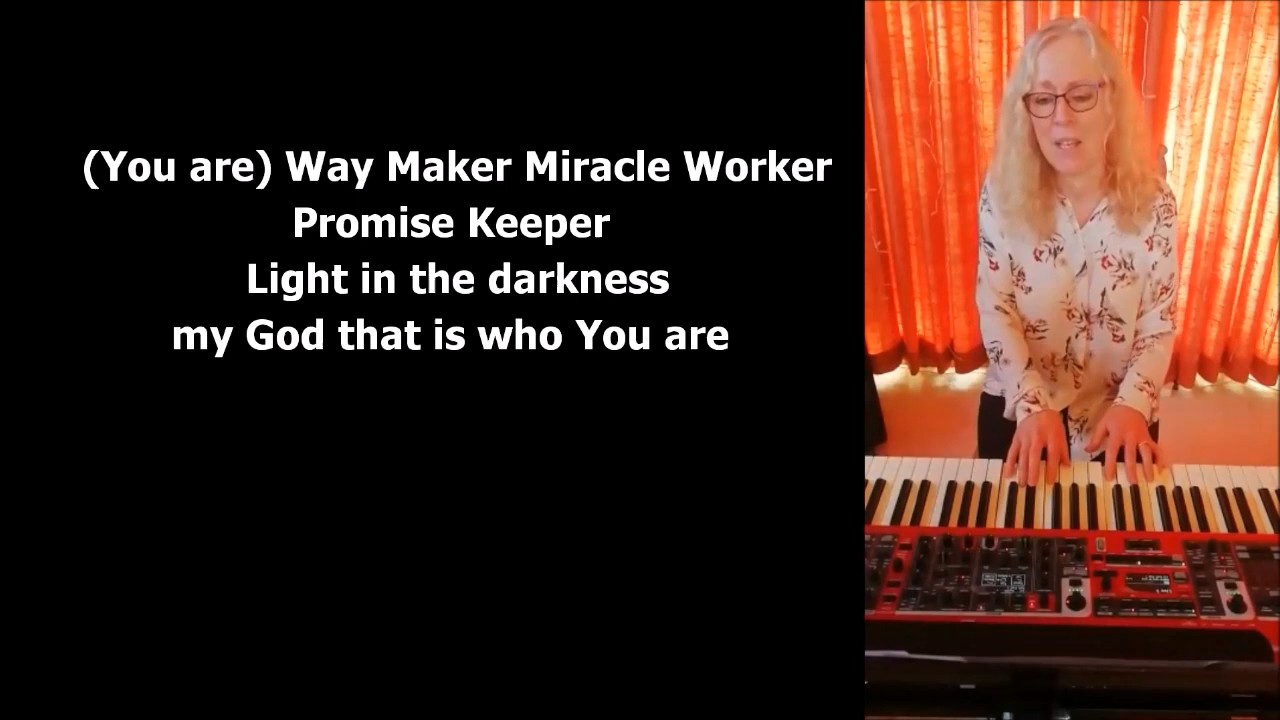 (You are) Way Maker Miracle Worker
Promise Keeper
Light in the darkness
my God that is who You are